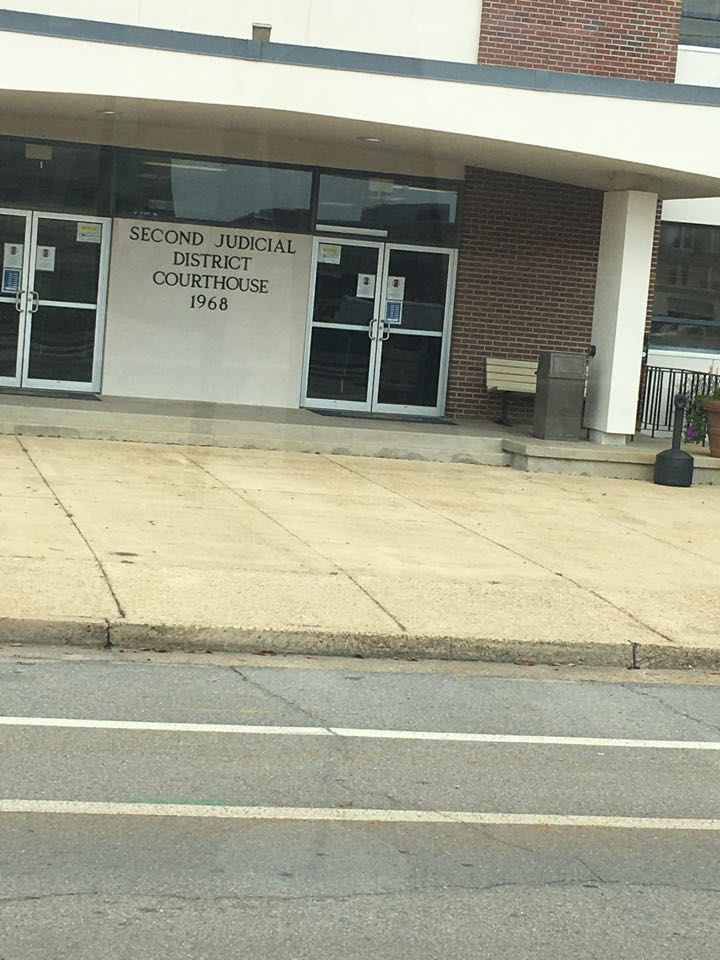 SECOND JUDICIAL
DISTRICT
COURTHOUSE
1968